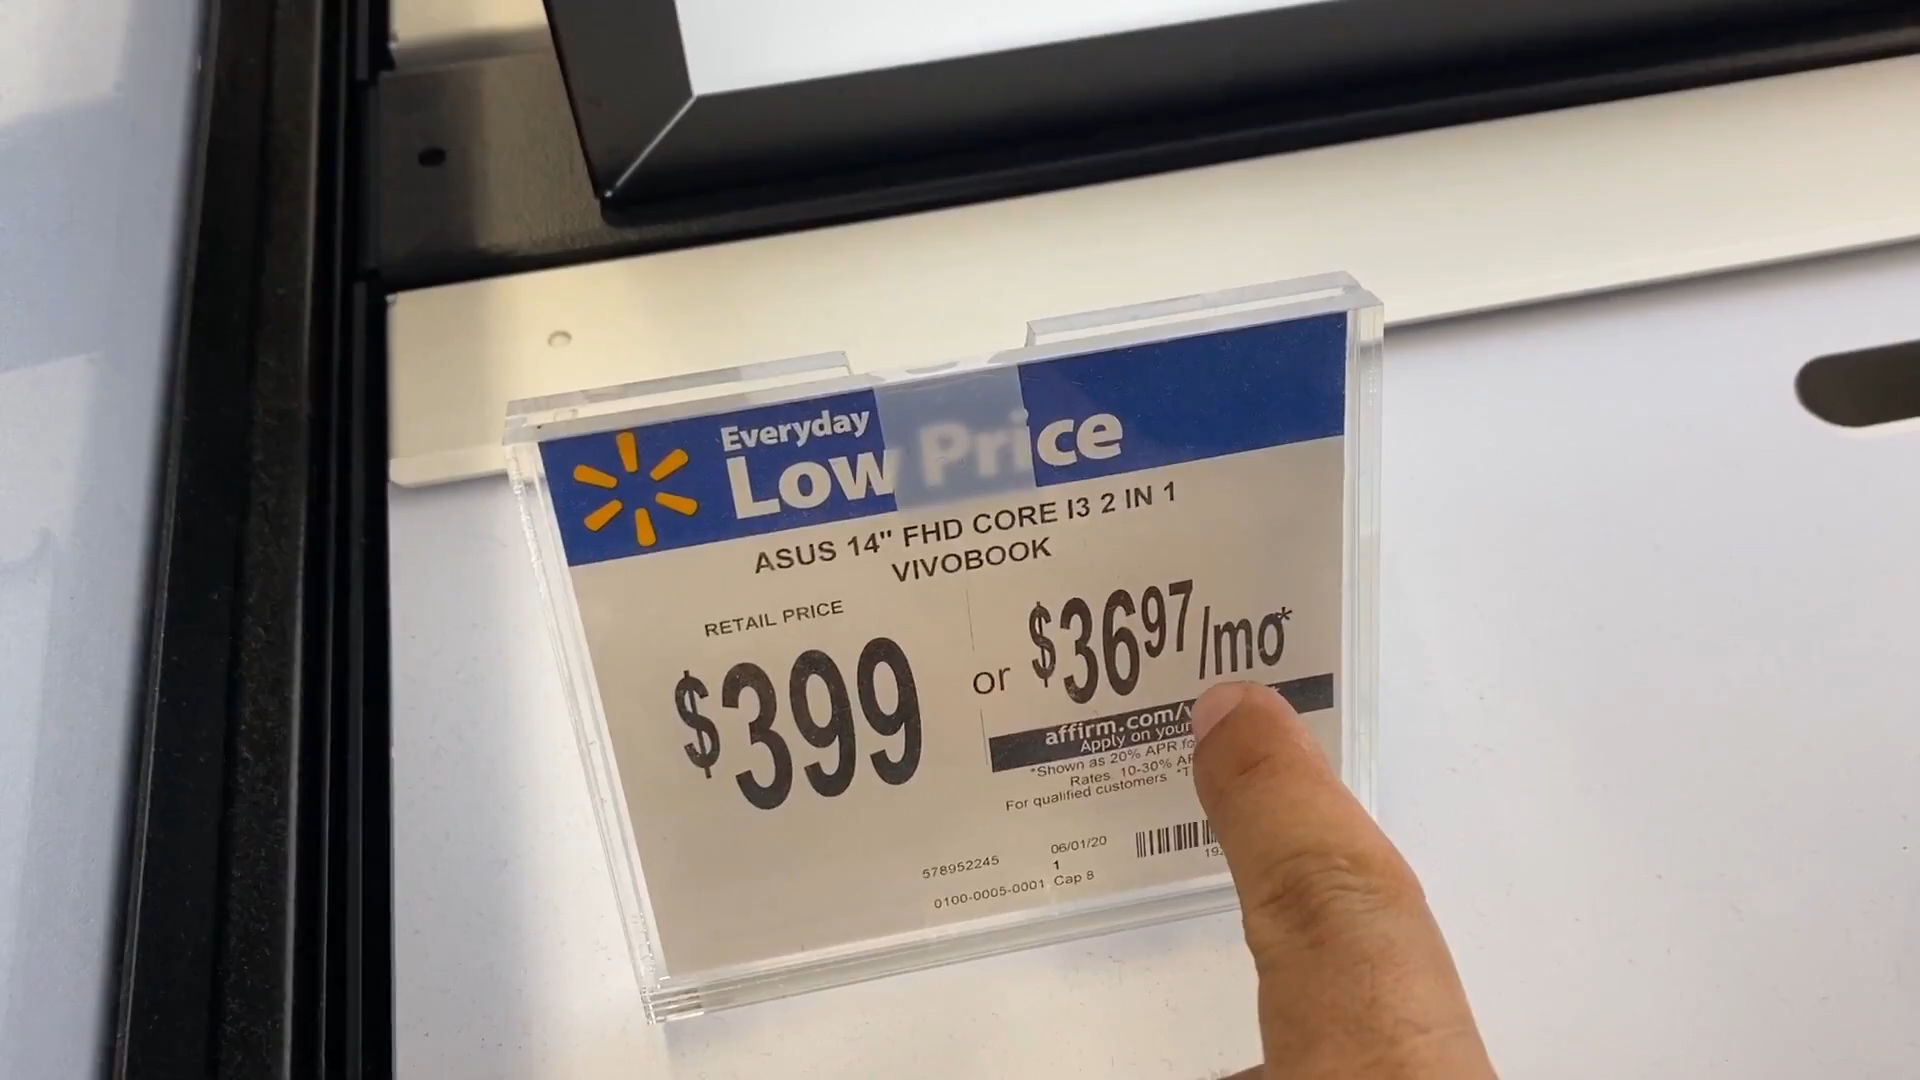 Everyday
Low Price
ASUS 14" FHD CORE I3 2 IN 1
VIVOBOOK
RETAIL PRICE
$399
or $3697/mo*
affirm.com/
Apply on your
*Shown as 20% APR
Rates. 10-30%
For qualified customers
578952245
06/01/20
1
0100-0005-0001 Cap 8